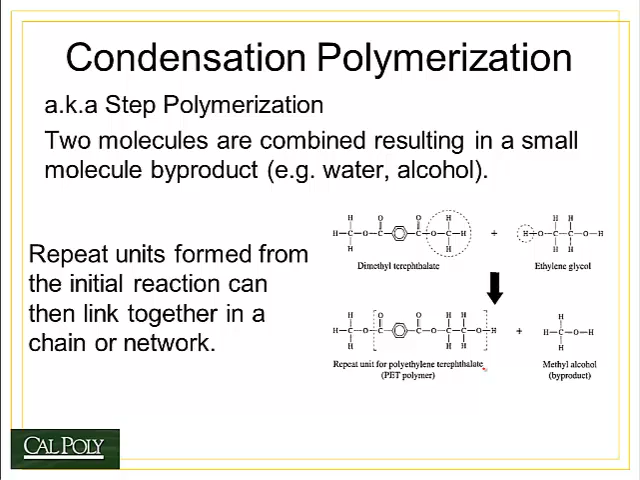 Condensation Polymerization
a.k.a Step Polymerization
Two molecules are combined resulting in a small
molecule byproduct (e.g. water, alcohol).
Repeat units formed from
the initial reaction can
then link together in a
chain or network.
H O O H H H
H—C—O—C C—O—C—H + H—O—C—C—O—H
H H H H
Dimethyl terephthalate
Ethylene glycol
H O O H H H
H—C—O—C C—O—C—C—O—H + H—C—O—H
H H H H
Repeat unit for polyethylene terephthalate
(PET polymer)
Methyl alcohol
(byproduct)
CAL POLY